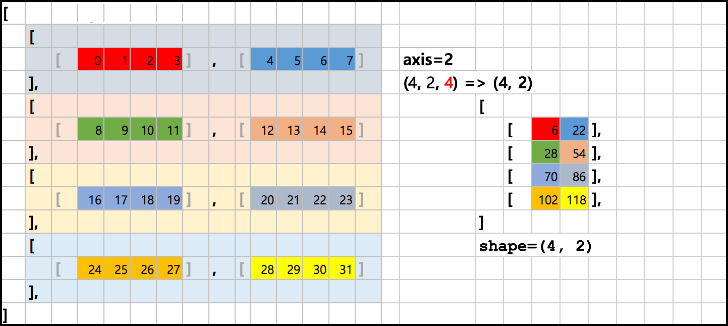 [
[
[ 0 1 2 3 ] , [ 4 5 6 7 ]
],
[
[ 8 9 10 11 ] , [ 12 13 14 15 ]
],
[
[ 16 17 18 19 ] , [ 20 21 22 23 ]
],
[
[ 24 25 26 27 ] , [ 28 29 30 31 ]
],
]
axis=2
(4, 2, 4) => (4, 2)
[
[ 6 22 ],
[ 28 54 ],
[ 70 86 ],
[ 102 118 ],
]
shape=(4, 2)